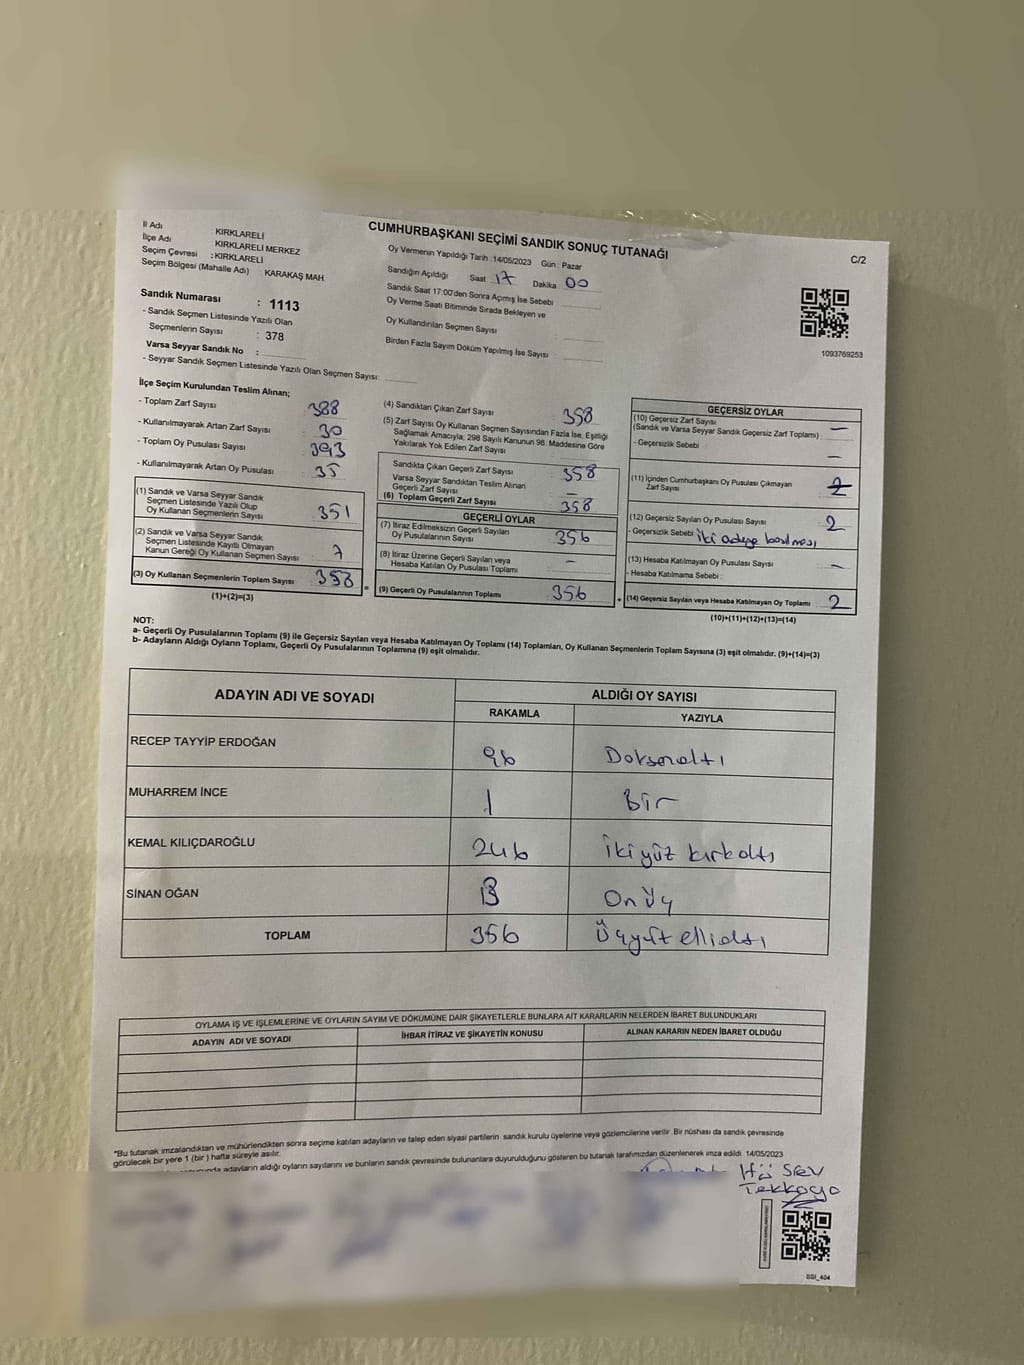 CUMHURBAŞKANI SEÇİMİ SANDIK SONUÇ TUTANAĞI
C/2
İl Adı KIRKLARELİ
İlçe Adı KIRKLARELİ MERKEZ
Seçim Çevresi : KIRKLARELİ
Seçim Bölgesi (Mahalle Adı) KARAKAŞ MAH.
Sandık Numarası : 1113
- Sandık Seçmen Listesinde Yazılı Olan
Seçmenlerin Sayısı : 378
Varsa Seyyar Sandık No :
- Seyyar Sandık Seçmen Listesinde Yazılı Olan Seçmen Sayısı:
Oy Vermenin Yapıldığı Tarih :14/05/2023 Gün : Pazar
Sandığın Açıldığı Saat 17 Dakika 00
Sandık Saat 17:00'den Sonra Açımış İse Sebebi
Oy Verme Saati Bitiminde Sırada Bekleyen ve
Oy Kullandırılan Seçmen Sayısı
Birden Fazla Sayım Döküm Yapılmış İse Sayısı
1093769253
İlçe Seçim Kurulundan Teslim Alınan;
- Toplam Zarf Sayısı 388
- Kullanılmayarak Artan Zarf Sayısı 30
- Toplam Oy Pusulası Sayısı 393
- Kullanılmayarak Artan Oy Pusulası 35
(1) Sandık ve Varsa Seyyar Sandık
Seçmen Listesinde Yazılı Olup
Oy Kullanan Seçmenlerin Sayısı 351
(2) Sandık ve Varsa Seyyar Sandık
Seçmen Listesinde Kayıtlı Olmayan
Kanun Gereği Oy Kullanan Seçmen Sayısı 7
(3) Oy Kullanan Seçmenlerin Toplam Sayısı 358 =
(1)+(2)=(3)
(4) Sandıktan Çıkan Zarf Sayısı 358
(5) Zarf Sayısı Oy Kullanan Seçmen Sayısından Fazla İse, Eşitliği
Sağlamak Amacıyla; 298 Sayılı Kanunun 98. Maddesine Göre
Yakılarak Yok Edilen Zarf Sayısı
Sandıkta Çıkan Geçerli Zarf Sayısı 358
Varsa Seyyar Sandıktan Teslim Alınan
Geçerli Zarf Sayısı –
(6) Toplam Geçerli Zarf Sayısı 358
GEÇERLİ OYLAR
(7) İtiraz Edilmeksizin Geçerli Sayılan
Oy Pusulalarının Sayısı 356
(8) İtiraz Üzerine Geçerli Sayılan veya
Hesaba Katılan Oy Pusulası Toplamı –
(9) Geçerli Oy Pusulalarının Toplamı 356 +
GEÇERSİZ OYLAR
(10) Geçersiz Zarf Sayısı
(Sandık ve Varsa Seyyar Sandık Geçersiz Zarf Toplamı) : –
- Geçersizlik Sebebi –
(11) İçinden Cumhurbaşkanı Oy Pusulası Çıkmayan
Zarf Sayısı
(12) Geçersiz Sayılan Oy Pusulası Sayısı 2
- Geçersizlik Sebebi İki adaya basılması
(13) Hesaba Katılmayan Oy Pusulası Sayısı –
- Hesaba Katılmama Sebebi :
(14) Geçersiz Sayılan veya Hesaba Katılmayan Oy Toplamı 2
(10)+(11)+(12)+(13)=(14)
NOT:
a- Geçerli Oy Pusulalarının Toplamı (9) ile Geçersiz Sayılan veya Hesaba Katılmayan Oy Toplamı (14) Toplamları, Oy Kullanan Seçmenlerin Toplam Sayısına (3) eşit olmalıdır. (9)+(14)=(3)
b- Adayların Aldığı Oyların Toplamı, Geçerli Oy Pusulalarının Toplamına (9) eşit olmalıdır.
ADAYIN ADI VE SOYADI ALDIĞI OY SAYISI
RAKAMLA YAZIYLA
RECEP TAYYİP ERDOĞAN 96 Doksanaltı
MUHARREM İNCE 1 Bir
KEMAL KILIÇDAROĞLU 246 İkiyüz kırkaltı
SİNAN OĞAN 13 Onüç
TOPLAM 356 Üçyüz ellialtı
OYLAMA İŞ VE İŞLEMLERİNE VE OYLARIN SAYIM VE DÖKÜMÜNE DAİR ŞİKAYETLERLE BUNLARA AİT KARARLARIN NELERDEN İBARET BULUNDUKLARI
ADAYIN ADI VE SOYADI İHBAR İTİRAZ VE ŞİKAYETİN KONUSU ALINAN KARARIN NEDEN İBARET OLDUĞU
*Bu tutanak imzalandıktan ve mühürlendikten sonra seçime katılan adayların ve talep eden siyasi partilerin sandık kurulu üyelerine veya gözlemcilerine verilir. Bir nüshası da sandık çevresinde
görülecek bir yere 1 (bir) hafta süreyle asılır.
adayların aldığı oyların sayılarını ve bunların sandık çevresinde bulunanlara duyurulduğunu gösteren bu tutanak tarafımızdan düzenlenerek imza edildi. 14/05/2023
Hüsrev
Tekkaya
SSI_404